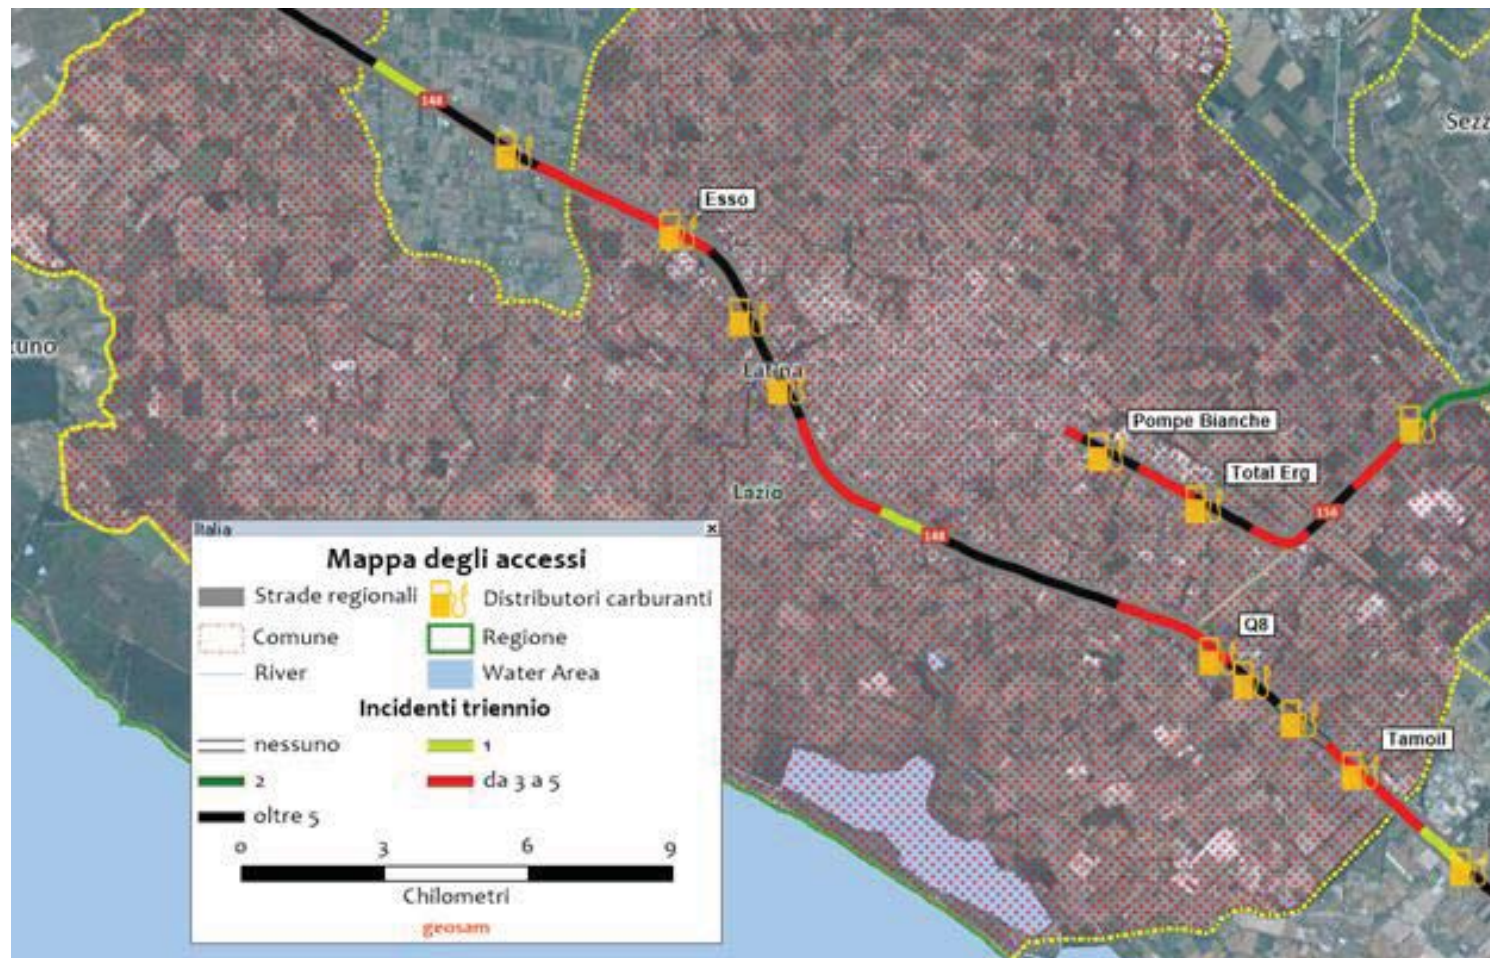 148
Sezz
Esso
tuno
Latina
Pompe Bianche
Total Erg
Lazio
156
148
Q8
Tamoil
Italia
Mappa degli accessi
Strade regionali
Distributori carburanti
Comune
Regione
River
Water Area
Incidenti triennio
nessuno
1
2
da 3 a 5
oltre 5
0 3 6 9
Chilometri
geosam